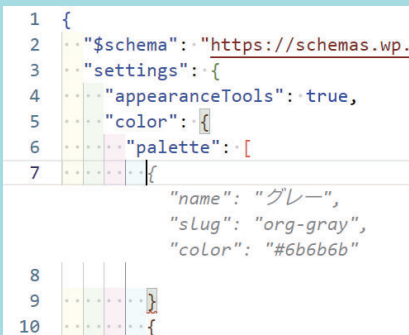 1 {
2 "$schema": "https://schemas.wp.
3 "settings": {
4 "appearanceTools": true,
5 "color": {
6 "palette": [
7 {
"name": "グレー",
"slug": "org-gray",
"color": "#6b6b6b"
8
9 }
10 {